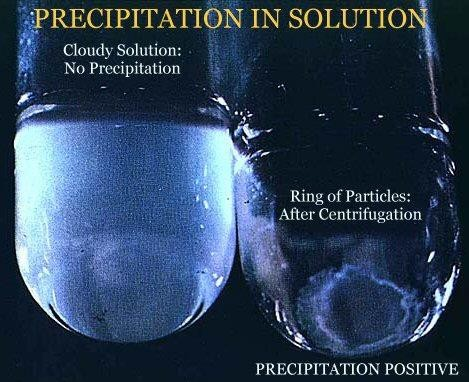 PRECIPITATION IN SOLUTION
Cloudy Solution:
No Precipitation
Ring of Particles:
After Centrifugation
PRECIPITATION POSITIVE